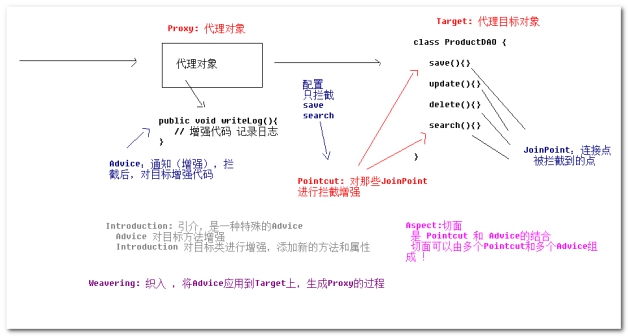 Proxy: 代理对象
Target: 代理目标对象
代理对象
class ProductDAO {
save(){}
update(){}
delete(){}
search(){}
}
配置
只拦截
save
search
public void writeLog(){
// 增强代码 记录日志
}
Advice: 通知（增强），拦
截后，对目标增强代码
Pointcut: 对那些JoinPoint
进行拦截增强
JoinPoint: 连接点
被拦截到的点
Introduction: 引介，是一种特殊的Advice
Advice 对目标方法增强
Introduction 对目标类进行增强，添加新的方法和属性
Aspect:切面
是 Pointcut 和 Advice的结合
切面可以由多个Pointcut和多个Advice组
成 ！
Weavering: 织入 ，将Advice应用到Target上，生成Proxy的过程